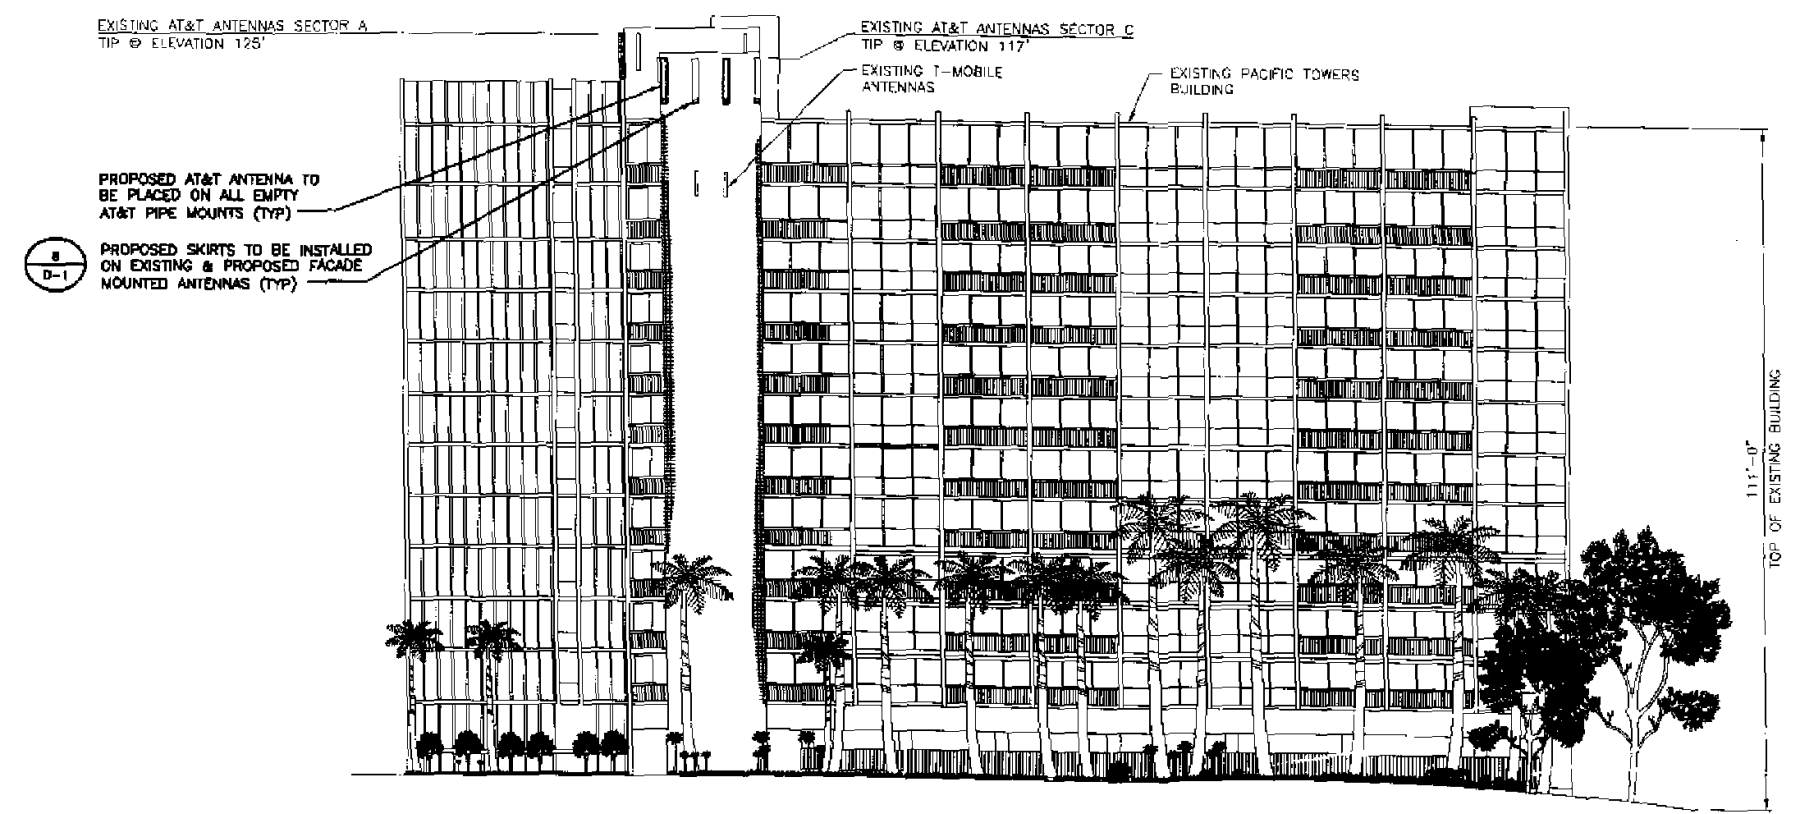 EXISTING AT&T ANTENNAS SECTOR A
TIP @ ELEVATION 125'
EXISTING AT&T ANTENNAS SECTOR C
TIP @ ELEVATION 117'
EXISTING T-MOBILE
ANTENNAS
EXISTING PACIFIC TOWERS
BUILDING
PROPOSED AT&T ANTENNA TO
BE PLACED ON ALL EMPTY
AT&T PIPE MOUNTS (TYP)
8
D-1
PROPOSED SKIRTS TO BE INSTALLED
ON EXISTING & PROPOSED FACADE
MOUNTED ANTENNAS (TYP)
111'-0"
TOP OF EXISTING BUILDING